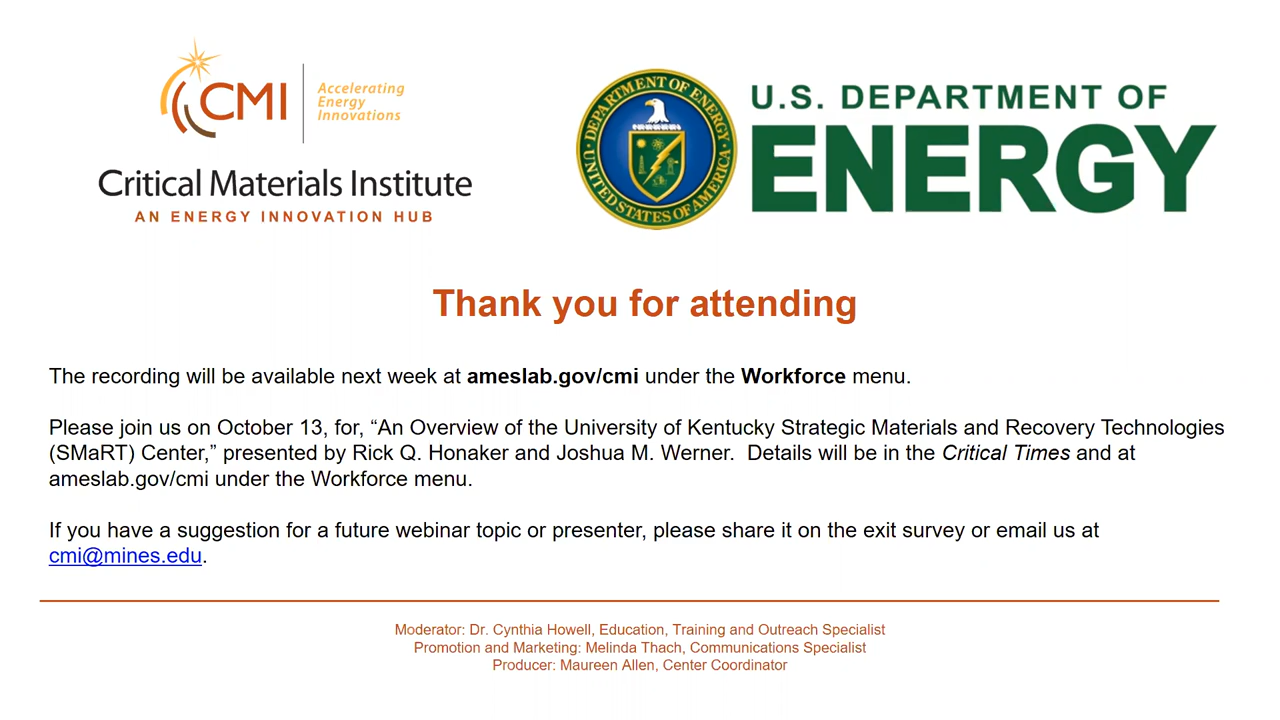 CMI
Accelerating
Energy
Innovations
Critical Materials Institute
AN ENERGY INNOVATION HUB
DEPARTMENT OF ENERGY
UNITED STATES OF AMERICA
U.S. DEPARTMENT OF
ENERGY
Thank you for attending
The recording will be available next week at ameslab.gov/cmi under the Workforce menu.
Please join us on October 13, for, “An Overview of the University of Kentucky Strategic Materials and Recovery Technologies
(SMaRT) Center,” presented by Rick Q. Honaker and Joshua M. Werner.  Details will be in the Critical Times and at
ameslab.gov/cmi under the Workforce menu.
If you have a suggestion for a future webinar topic or presenter, please share it on the exit survey or email us at
cmi@mines.edu.
Moderator: Dr. Cynthia Howell, Education, Training and Outreach Specialist
Promotion and Marketing: Melinda Thach, Communications Specialist
Producer: Maureen Allen, Center Coordinator